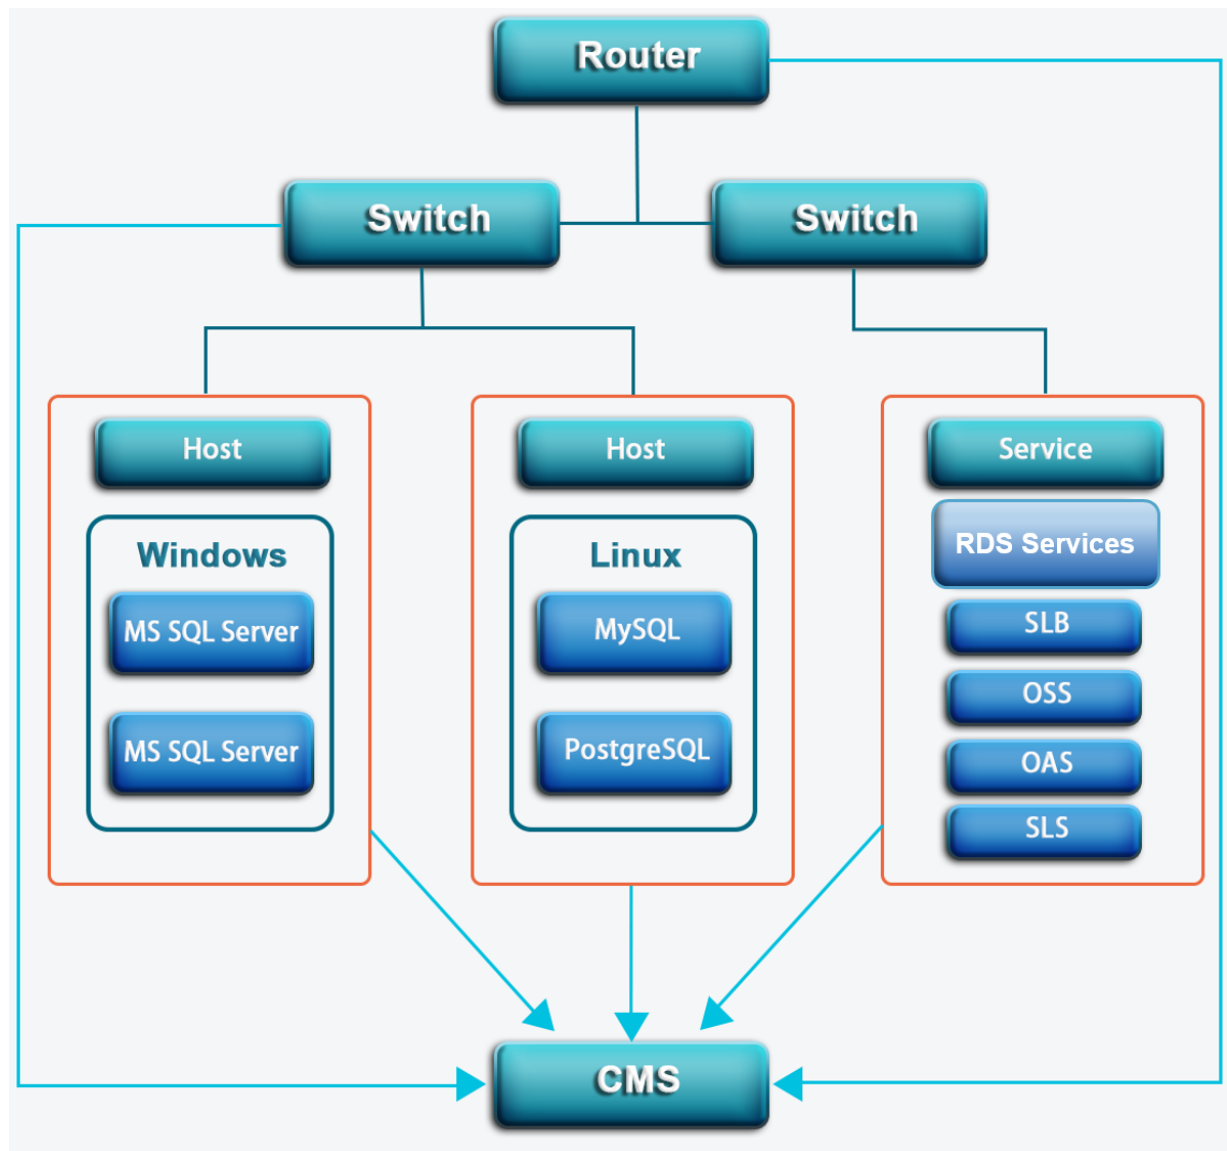 Router
Switch
Switch
Host
Windows
MS SQL Server
MS SQL Server
Host
Linux
MySQL
PostgreSQL
Service
RDS Services
SLB
OSS
OAS
SLS
CMS